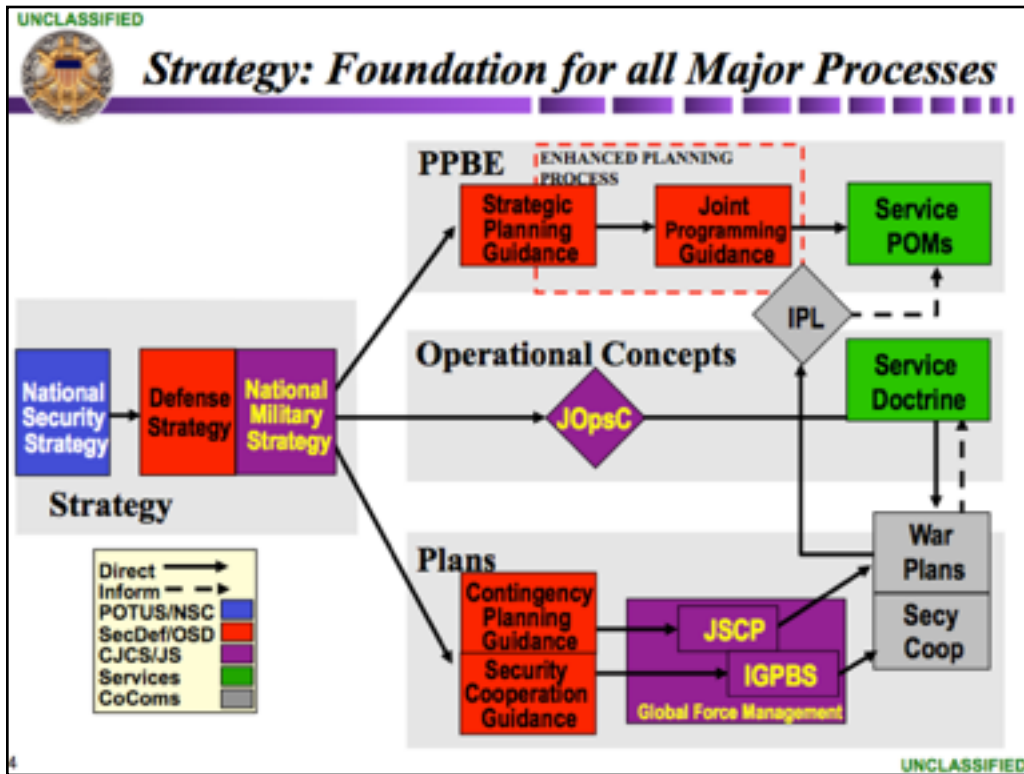 UNCLASSIFIED
Strategy: Foundation for all Major Processes
PPBE
ENHANCED PLANNING
PROCESS
Strategic
Planning
Guidance
Joint
Programming
Guidance
Service
POMs
IPL
Operational Concepts
National
Security
Strategy
Defense
Strategy
National
Military
Strategy
JOpsC
Service
Doctrine
Strategy
Plans
Contingency
Planning
Guidance
Security
Cooperation
Guidance
JSCP
IGPBS
Global Force Management
War
Plans
Secy
Coop
Direct
Inform
POTUS/NSC
SecDef/OSD
CJCS/JS
Services
CoComs
4
UNCLASSIFIED